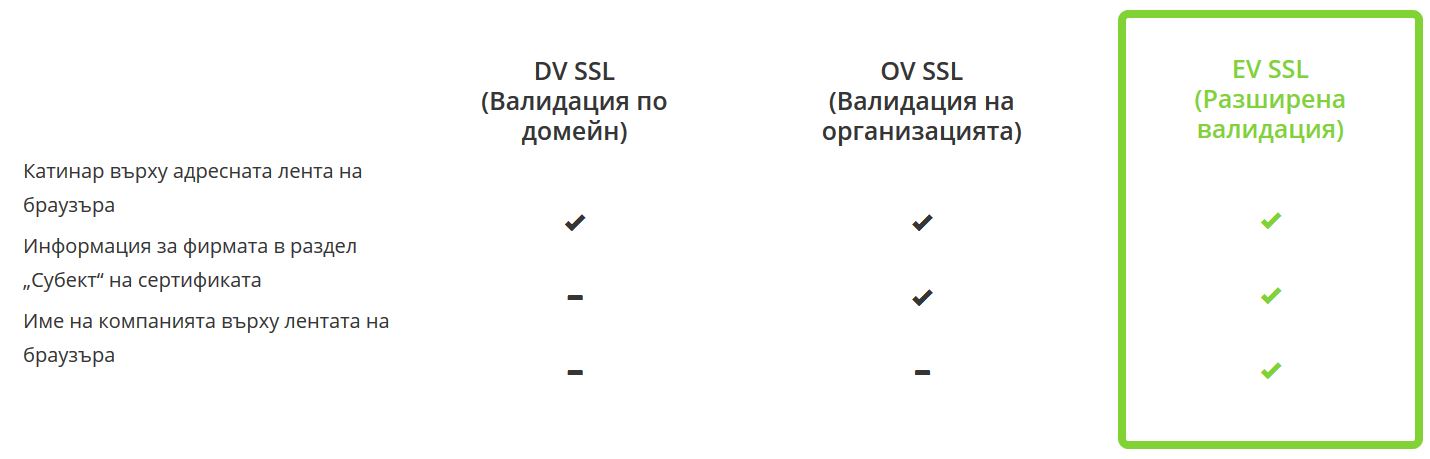 DV SSL
(Валидация по
домейн)
OV SSL
(Валидация на
организацията)
EV SSL
(Разширена
валидация)
Катинар върху адресната лента на
браузъра
Информация за фирмата в раздел
„Субект“ на сертификата
Име на компанията върху лентата на
браузъра